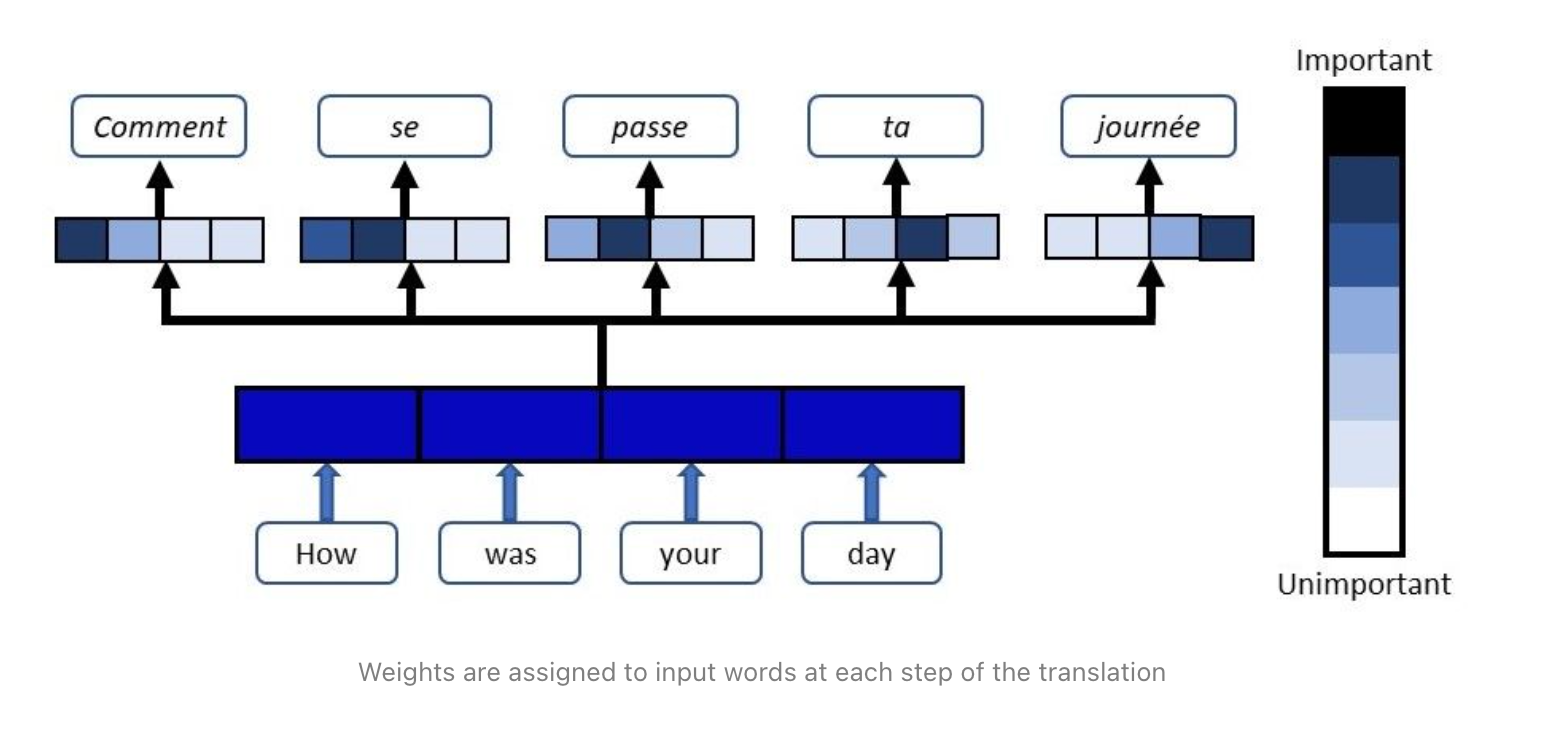 Important
Comment se passe ta journée
How was your day
Unimportant
Weights are assigned to input words at each step of the translation